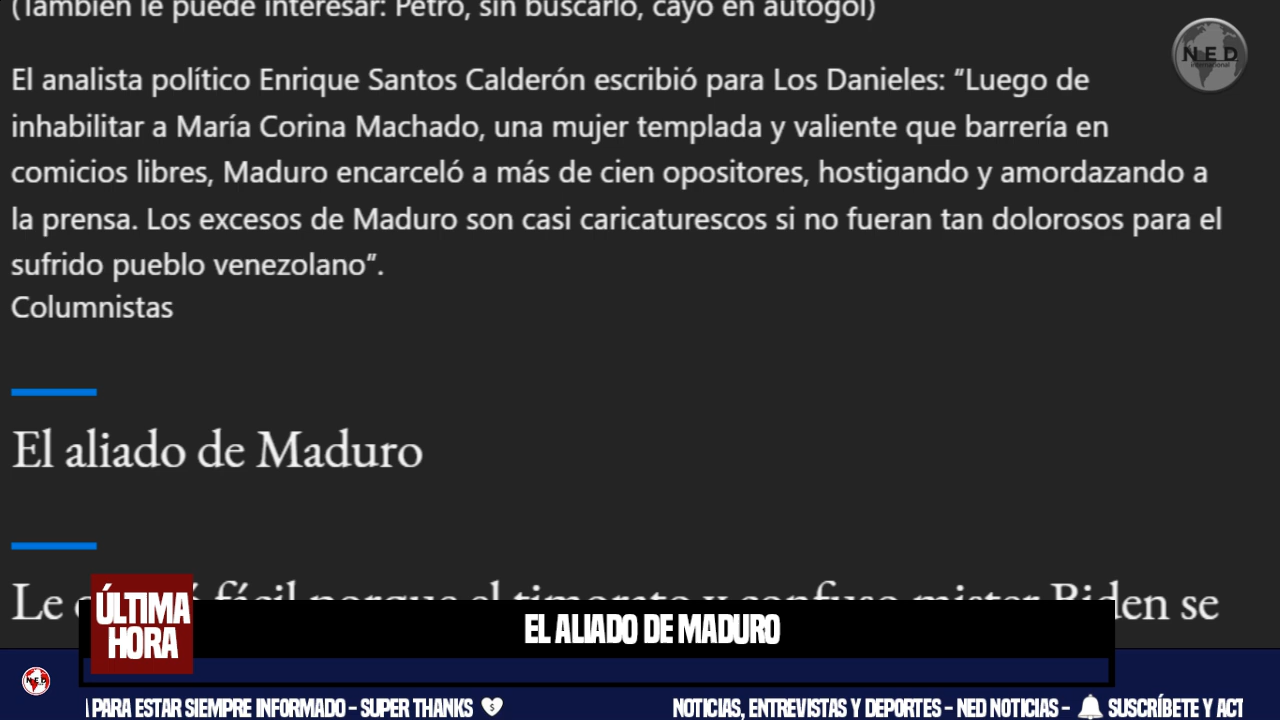 (También le puede interesar: Petro, sin buscarlo, cayó en autogol)
NED
international
El analista político Enrique Santos Calderón escribió para Los Danieles: “Luego de
inhabilitar a María Corina Machado, una mujer templada y valiente que barrería en
comicios libres, Maduro encarceló a más de cien opositores, hostigando y amordazando a
la prensa. Los excesos de Maduro son casi caricaturescos si no fueran tan dolorosos para el
sufrido pueblo venezolano”.
Columnistas
El aliado de Maduro
Le fácil porque el timorato y confuso mister Biden se
ÚLTIMA
HORA
EL ALIADO DE MADURO
NED
PARA ESTAR SIEMPRE INFORMADO - SUPER THANKS NOTICIAS, ENTREVISTAS Y DEPORTES - NED NOTICIAS - SUSCRÍBETE Y ACT